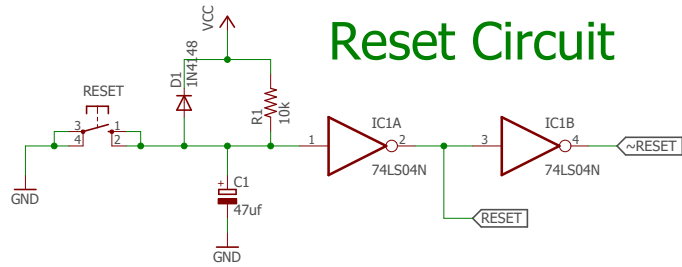 Reset Circuit
VCC
D1
1N4148
R1
10k
RESET
3
1
4
2
GND
C1
+
47uf
GND
IC1A
1
2
74LS04N
IC1B
3
4
74LS04N
~RESET
RESET